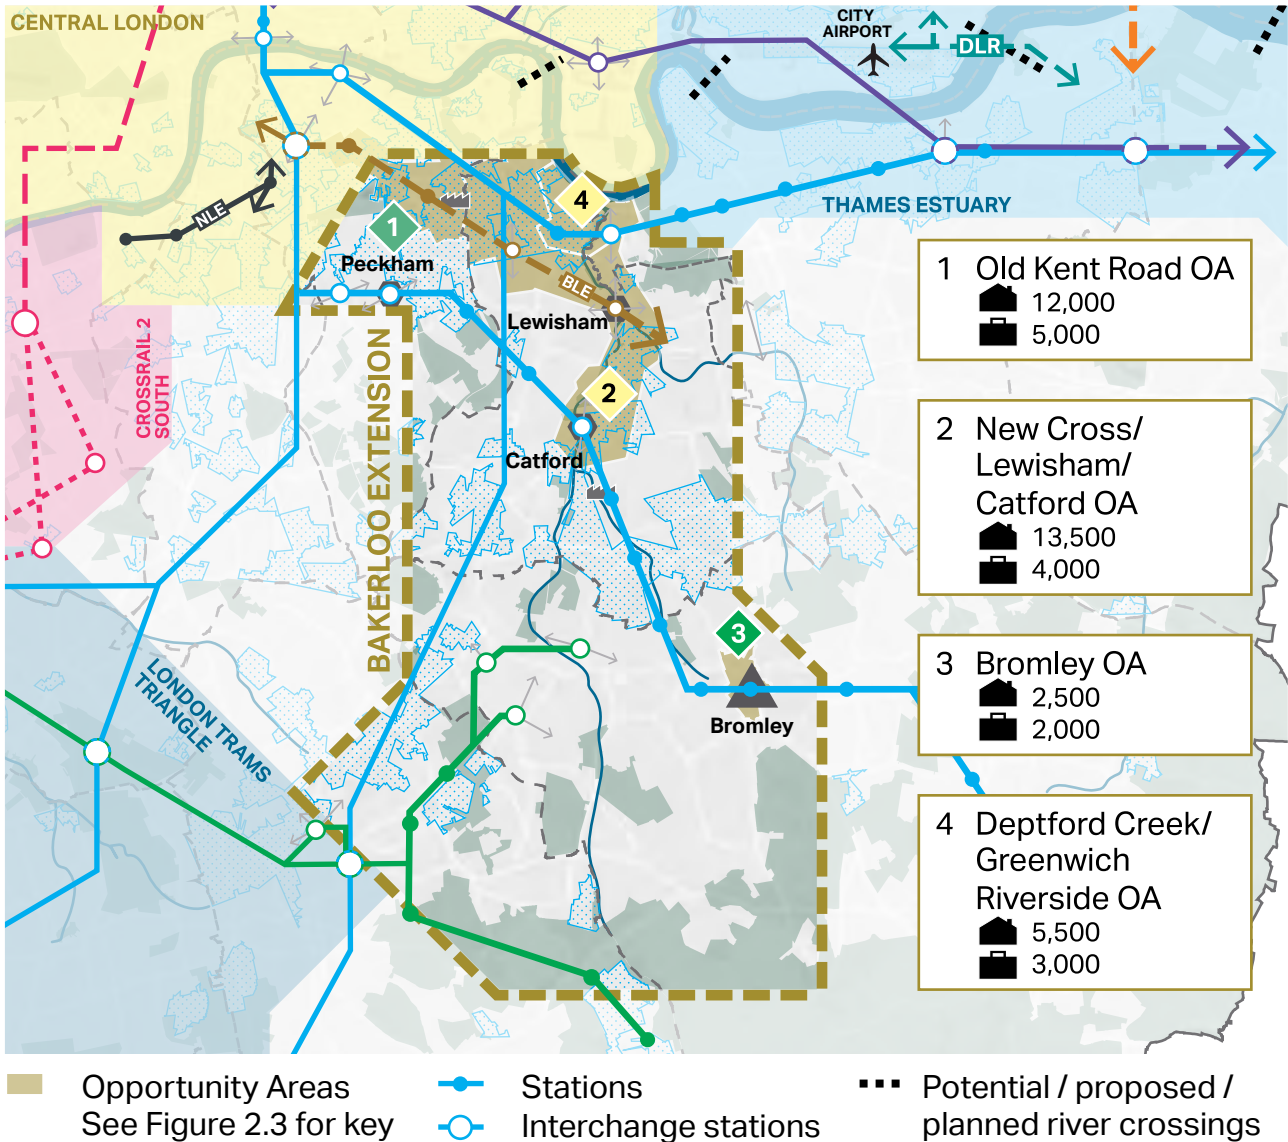 CENTRAL LONDON
CITY
AIRPORT
DLR
NLE
THAMES ESTUARY
1
4
Peckham
BLE
Lewisham
2
Catford
CROSSRAIL 2
SOUTH
BAKERLOO EXTENSION
LONDON TRAMS
TRIANGLE
3
Bromley
1 Old Kent Road OA
12,000
5,000
2 New Cross/
Lewisham/
Catford OA
13,500
4,000
3 Bromley OA
2,500
2,000
4 Deptford Creek/
Greenwich
Riverside OA
5,500
3,000
Opportunity Areas
See Figure 2.3 for key
Stations
Interchange stations
Potential / proposed /
planned river crossings